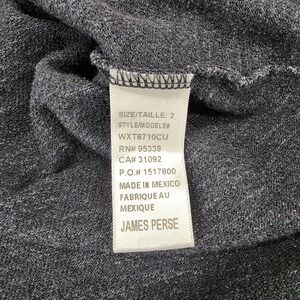 SIZE/TAILLE: 2
STYLE/MODELE#
WXT6710CU
RN# 95339
CA# 31092
P.O.# 1517800
MADE IN MEXICO
FABRIQUE AU
MEXIQUE
JAMES PERSE